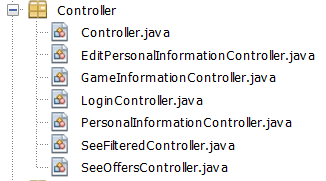 Controller
Controller.java
EditPersonalInformationController.java
GameInformationController.java
LoginController.java
PersonalInformationController.java
SeeFilteredController.java
SeeOffersController.java